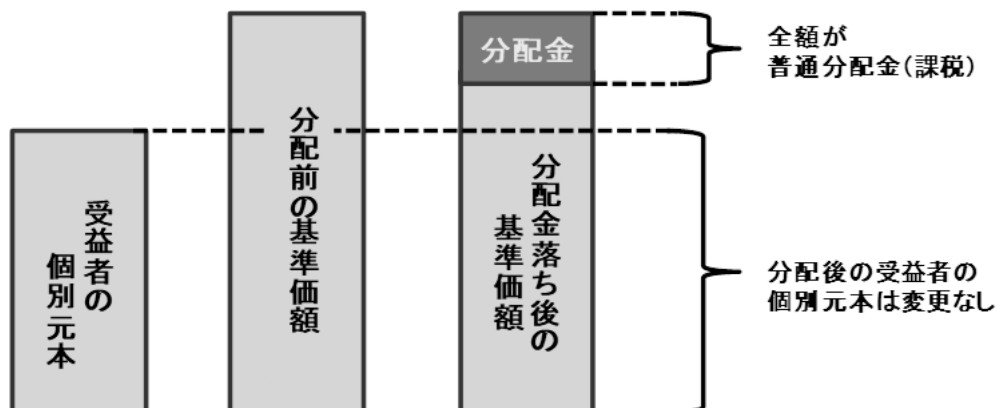 受益者の
個別元本
分配前の基準価額
分配金
分配金落ち後の
基準価額
全額が
普通分配金(課税)
分配後の受益者の
個別元本は変更なし